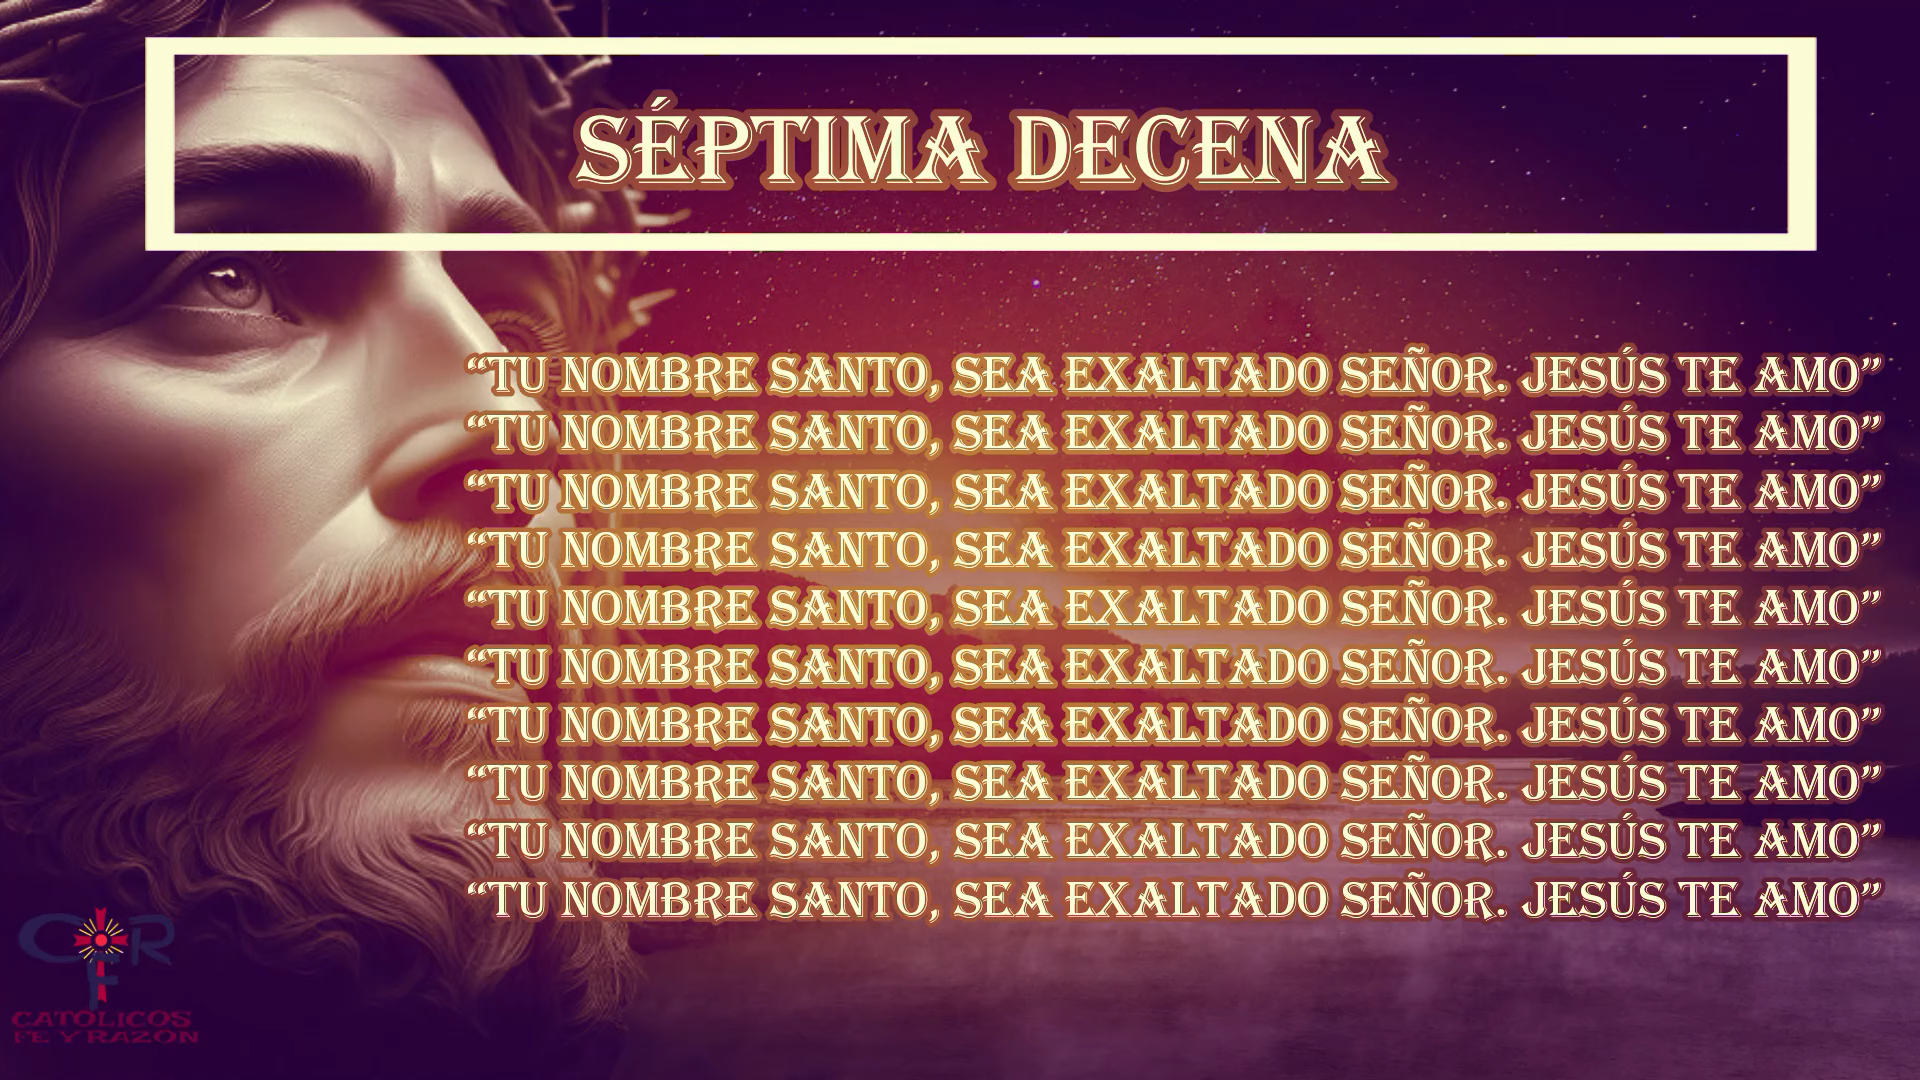 SÉPTIMA DECENA
“TU NOMBRE SANTO, SEA EXALTADO SEÑOR. JESÚS TE AMO”
“TU NOMBRE SANTO, SEA EXALTADO SEÑOR. JESÚS TE AMO”
“TU NOMBRE SANTO, SEA EXALTADO SEÑOR. JESÚS TE AMO”
“TU NOMBRE SANTO, SEA EXALTADO SEÑOR. JESÚS TE AMO”
“TU NOMBRE SANTO, SEA EXALTADO SEÑOR. JESÚS TE AMO”
“TU NOMBRE SANTO, SEA EXALTADO SEÑOR. JESÚS TE AMO”
“TU NOMBRE SANTO, SEA EXALTADO SEÑOR. JESÚS TE AMO”
“TU NOMBRE SANTO, SEA EXALTADO SEÑOR. JESÚS TE AMO”
“TU NOMBRE SANTO, SEA EXALTADO SEÑOR. JESÚS TE AMO”
“TU NOMBRE SANTO, SEA EXALTADO SEÑOR. JESÚS TE AMO”
C R
F
CATÓLICOS
FE Y RAZÓN